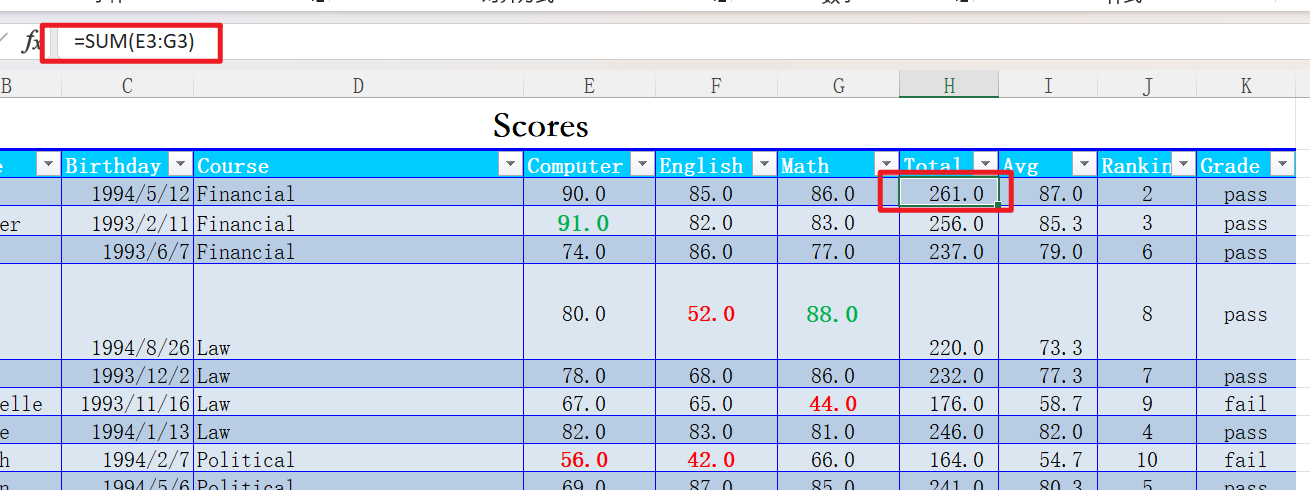 =SUM(E3:G3)
B C D E F G H I J K
Scores
e Birthday Course Computer English Math Total Avg Rankin Grade
1994/5/12 Financial 90.0 85.0 86.0 261.0 87.0 2 pass
er 1993/2/11 Financial 91.0 82.0 83.0 256.0 85.3 3 pass
1993/6/7 Financial 74.0 86.0 77.0 237.0 79.0 6 pass
80.0 52.0 88.0 8 pass
1994/8/26 Law 220.0 73.3
1993/12/2 Law 78.0 68.0 86.0 232.0 77.3 7 pass
elle 1993/11/16 Law 67.0 65.0 44.0 176.0 58.7 9 fail
e 1994/1/13 Law 82.0 83.0 81.0 246.0 82.0 4 pass
h 1994/2/7 Political 56.0 42.0 66.0 164.0 54.7 10 fail
1994/5/6 Political 69.0 87.0 85.0 241.0 80.3 5 pass